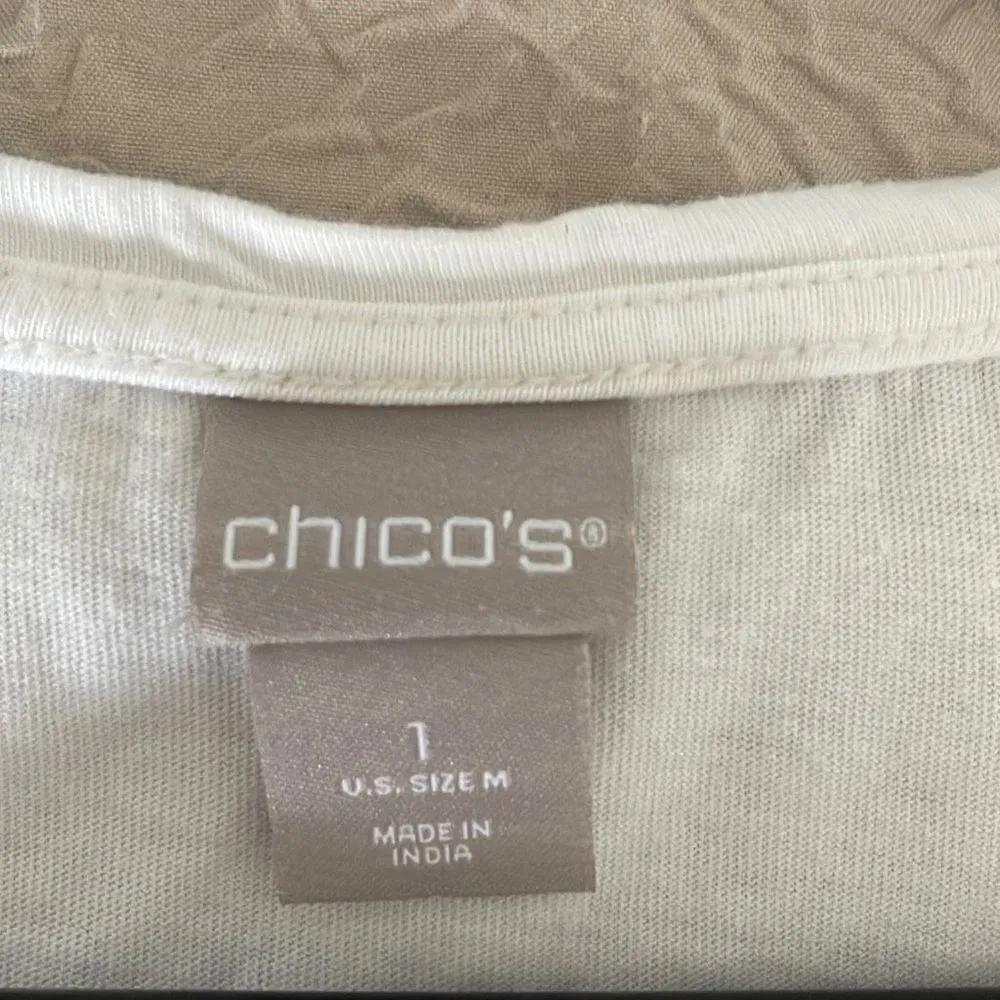 chico's®
1
U.S. SIZE M
MADE IN
INDIA